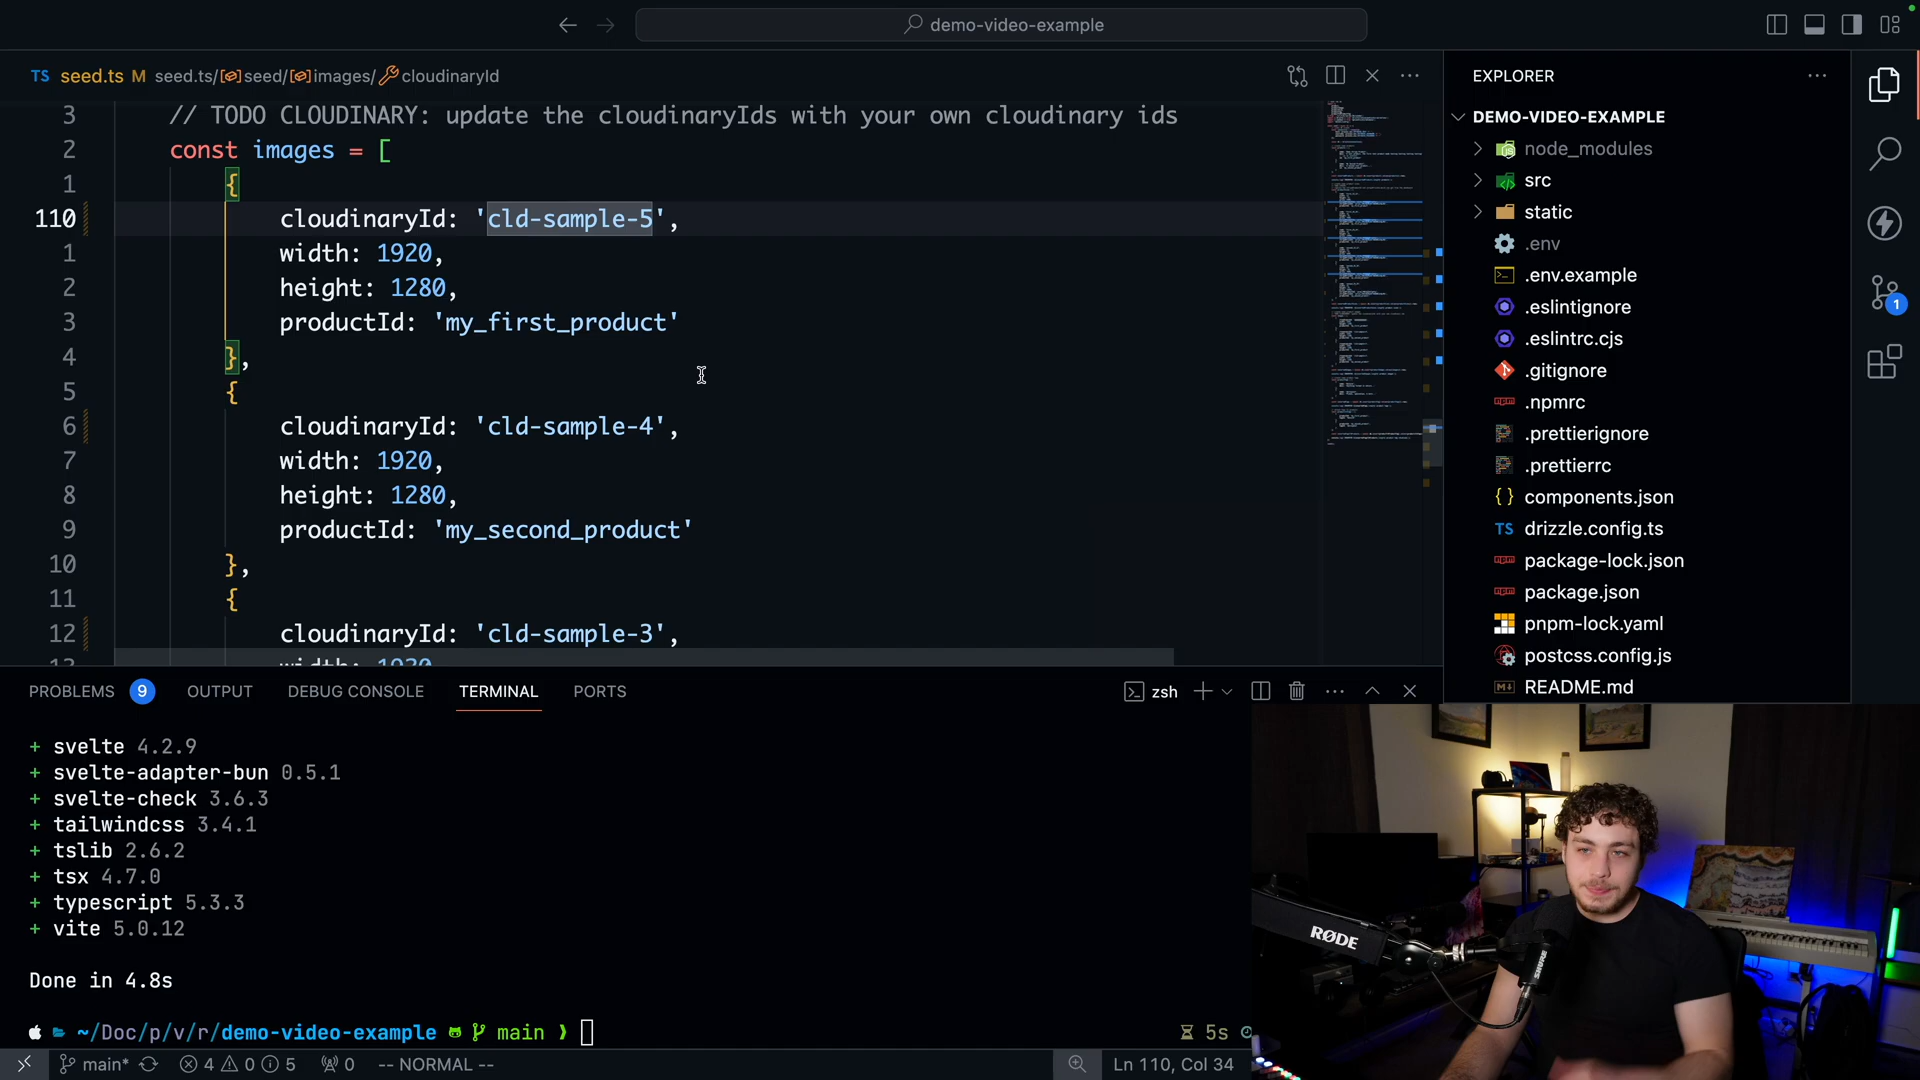 demo-video-example
TS seed.ts M seed.ts/seed/images/cloudinaryId
3 // TODO CLOUDINARY: update the cloudinaryIds with your own cloudinary ids
2 const images = [
1 {
110 cloudinaryId: 'cld-sample-5',
1 width: 1920,
2 height: 1280,
3 productId: 'my_first_product'
4 },
5 {
6 cloudinaryId: 'cld-sample-4',
7 width: 1920,
8 height: 1280,
9 productId: 'my_second_product'
10 },
11 {
12 cloudinaryId: 'cld-sample-3',
13 width: 1920
EXPLORER
DEMO-VIDEO-EXAMPLE
node_modules
src
static
.env
.env.example
.eslintignore
.eslintrc.cjs
.gitignore
.npmrc
.prettierignore
.prettierrc
{} components.json
TS drizzle.config.ts
package-lock.json
package.json
pnpm-lock.yaml
postcss.config.js
README.md
1
PROBLEMS 9 OUTPUT DEBUG CONSOLE TERMINAL PORTS
zsh
+ svelte 4.2.9
+ svelte-adapter-bun 0.5.1
+ svelte-check 3.6.3
+ tailwindcss 3.4.1
+ tslib 2.6.2
+ tsx 4.7.0
+ typescript 5.3.3
+ vite 5.0.12
Done in 4.8s
~/Doc/p/v/r/demo-video-example main ❯
5s
main* 4 0 5 0 -- NORMAL --
Ln 110, Col 34
RØDE
SHURE